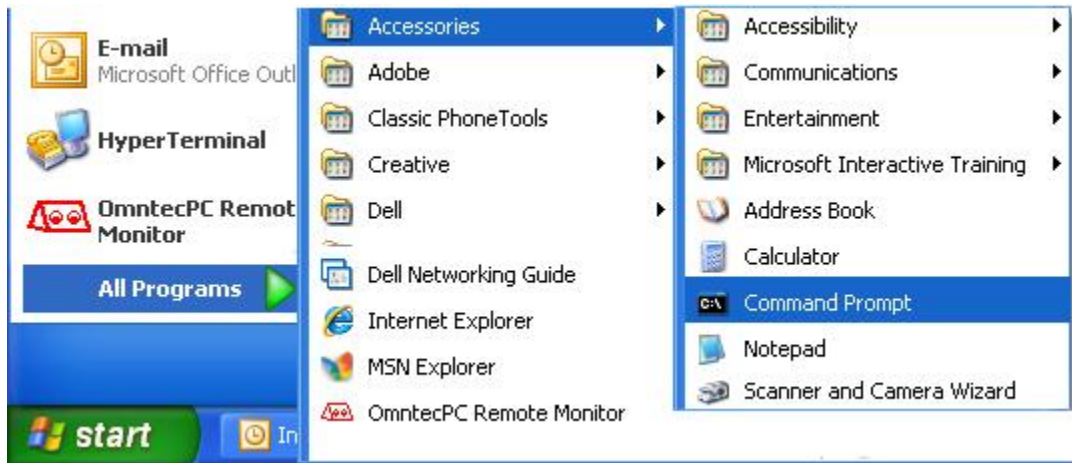 E-mail
Microsoft Office Outl
HyperTerminal
OmntecPC Remot
Monitor
All Programs
start
In
Accessories
Adobe
Classic PhoneTools
Creative
Dell
Dell Networking Guide
Internet Explorer
MSN Explorer
OmntecPC Remote Monitor
Accessibility
Communications
Entertainment
Microsoft Interactive Training
Address Book
Calculator
C:\
Command Prompt
Notepad
Scanner and Camera Wizard